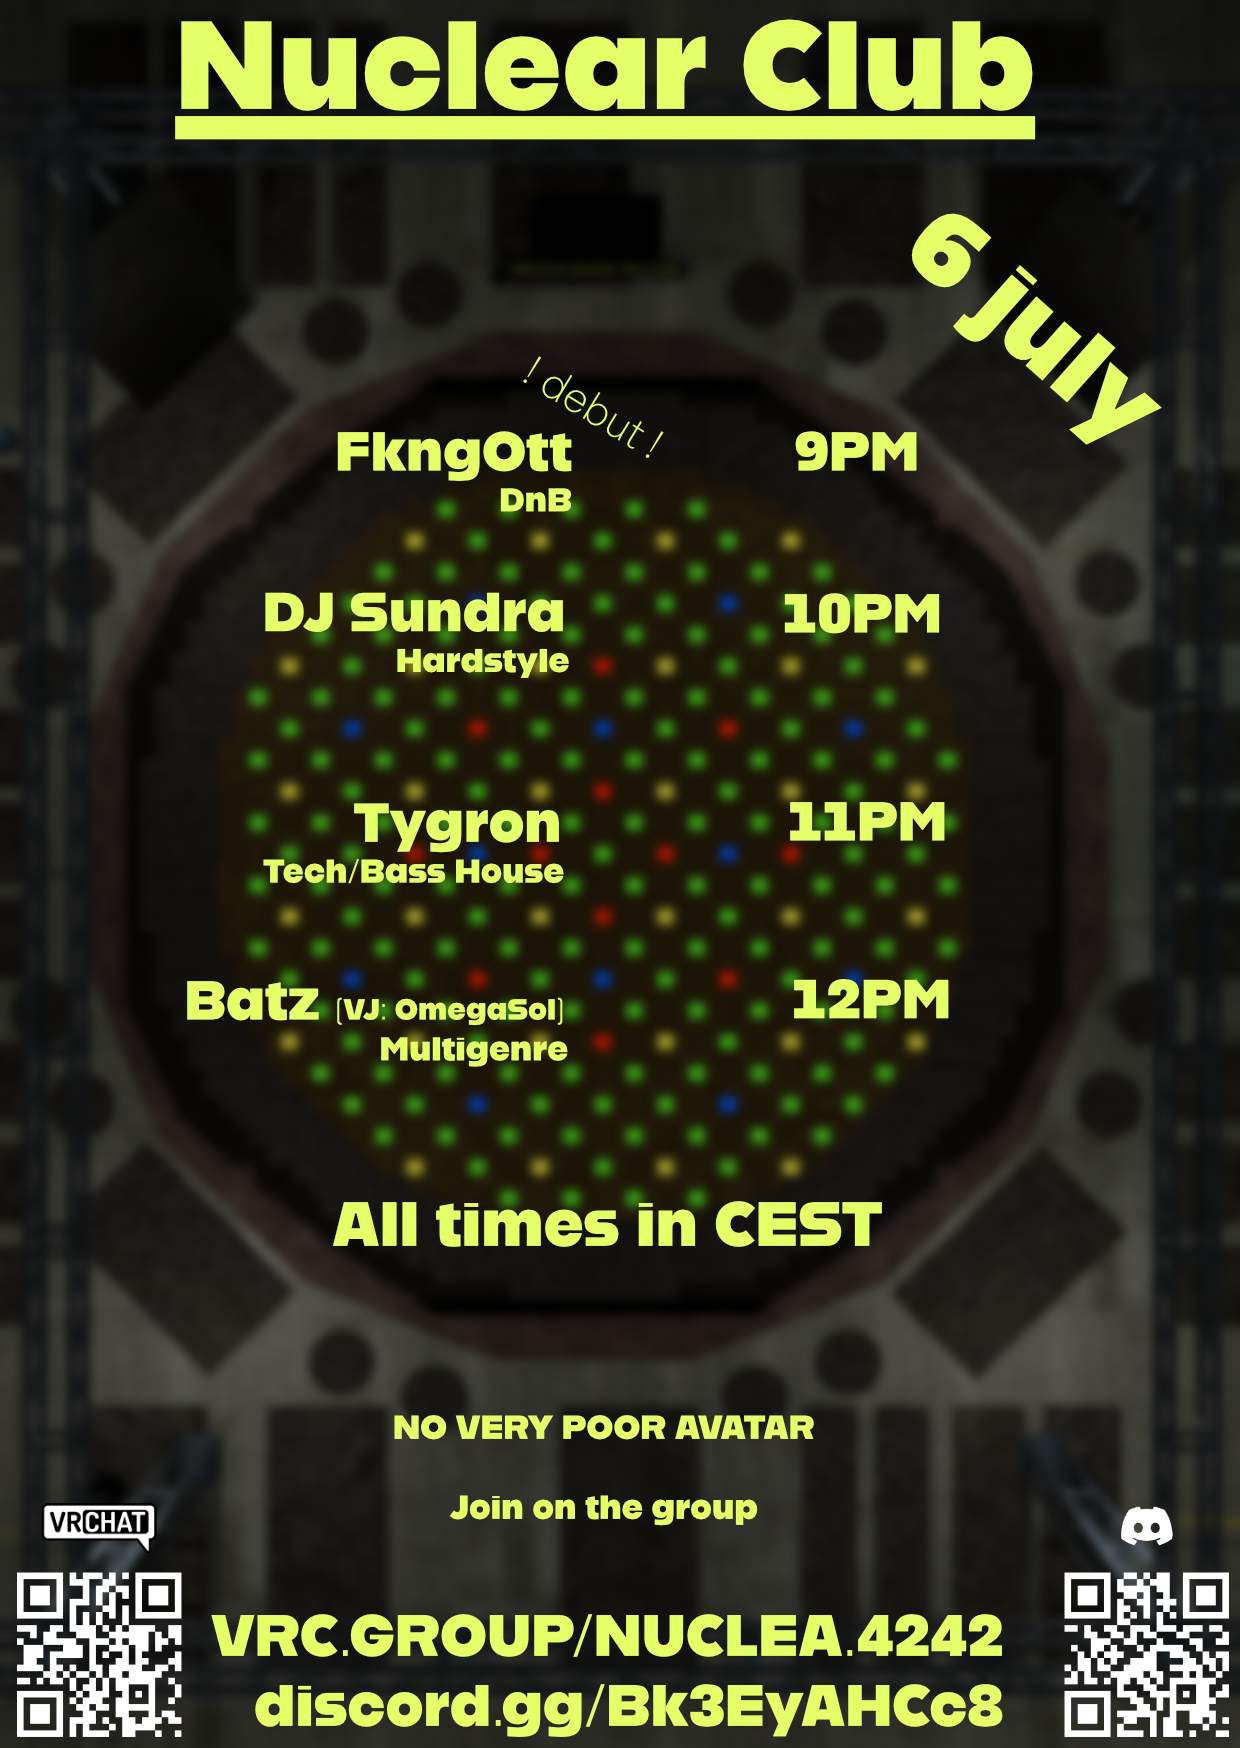 Nuclear Club
6 july
! debut !
FkngOtt 9PM
DnB
DJ Sundra 10PM
Hardstyle
Tygron 11PM
Tech/Bass House
Batz (VJ: OmegaSol) 12PM
Multigenre
All times in CEST
NO VERY POOR AVATAR
Join on the group
VRCHAT
VRC.GROUP/NUCLEA.4242
discord.gg/Bk3EyAHCc8